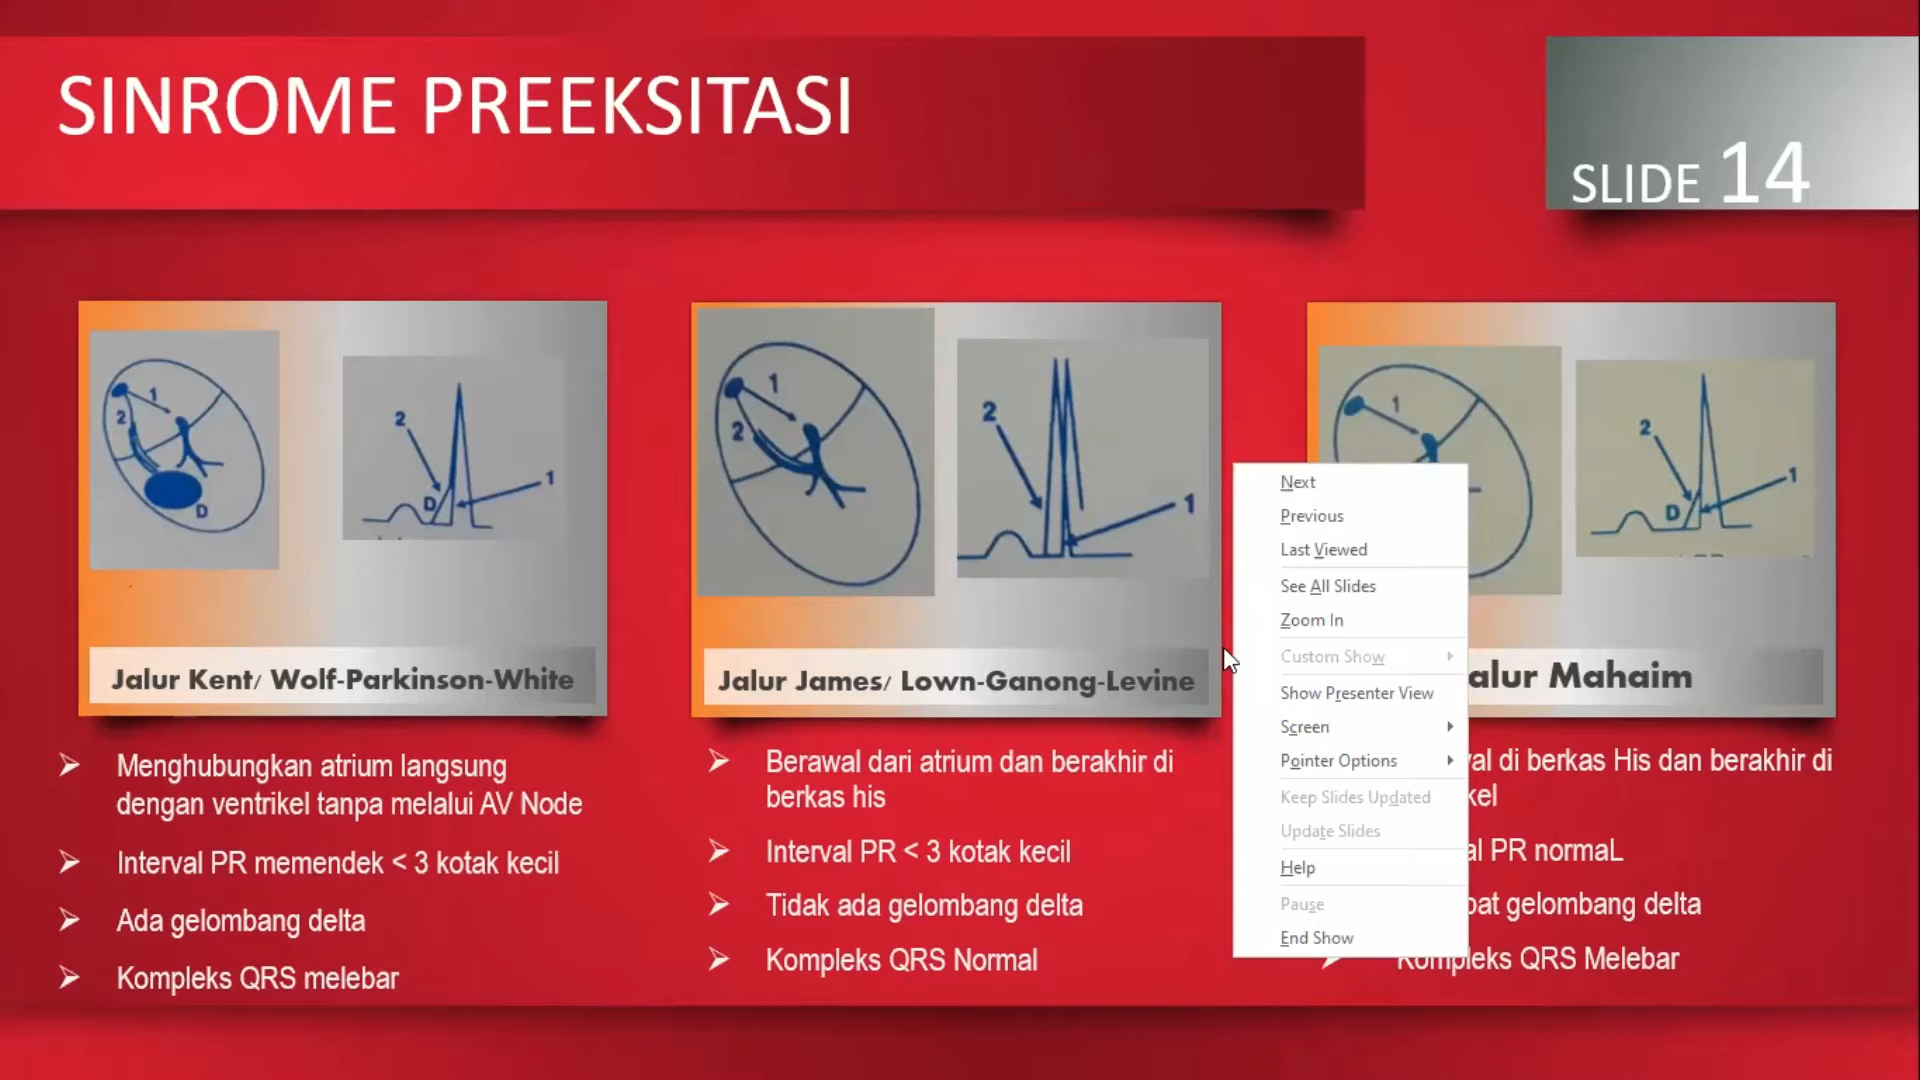 SINROME PREEKSITASI
SLIDE 14
1
2
D
2
D
1
Jalur Kent/ Wolf-Parkinson-White
Menghubungkan atrium langsung
dengan ventrikel tanpa melalui AV Node
Interval PR memendek < 3 kotak kecil
Ada gelombang delta
Kompleks QRS melebar
1
2
2
1
Jalur James/ Lown-Ganong-Levine
Berawal dari atrium dan berakhir di
berkas his
Interval PR < 3 kotak kecil
Tidak ada gelombang delta
Kompleks QRS Normal
1
2
D
1
alur Mahaim
di berkas His dan berakhir di
PR normaL
gelombang delta
Kompleks QRS Melebar
Next
Previous
Last Viewed
See All Slides
Zoom In
Custom Show
Show Presenter View
Screen
Pointer Options
Keep Slides Updated
Update Slides
Help
Pause
End Show